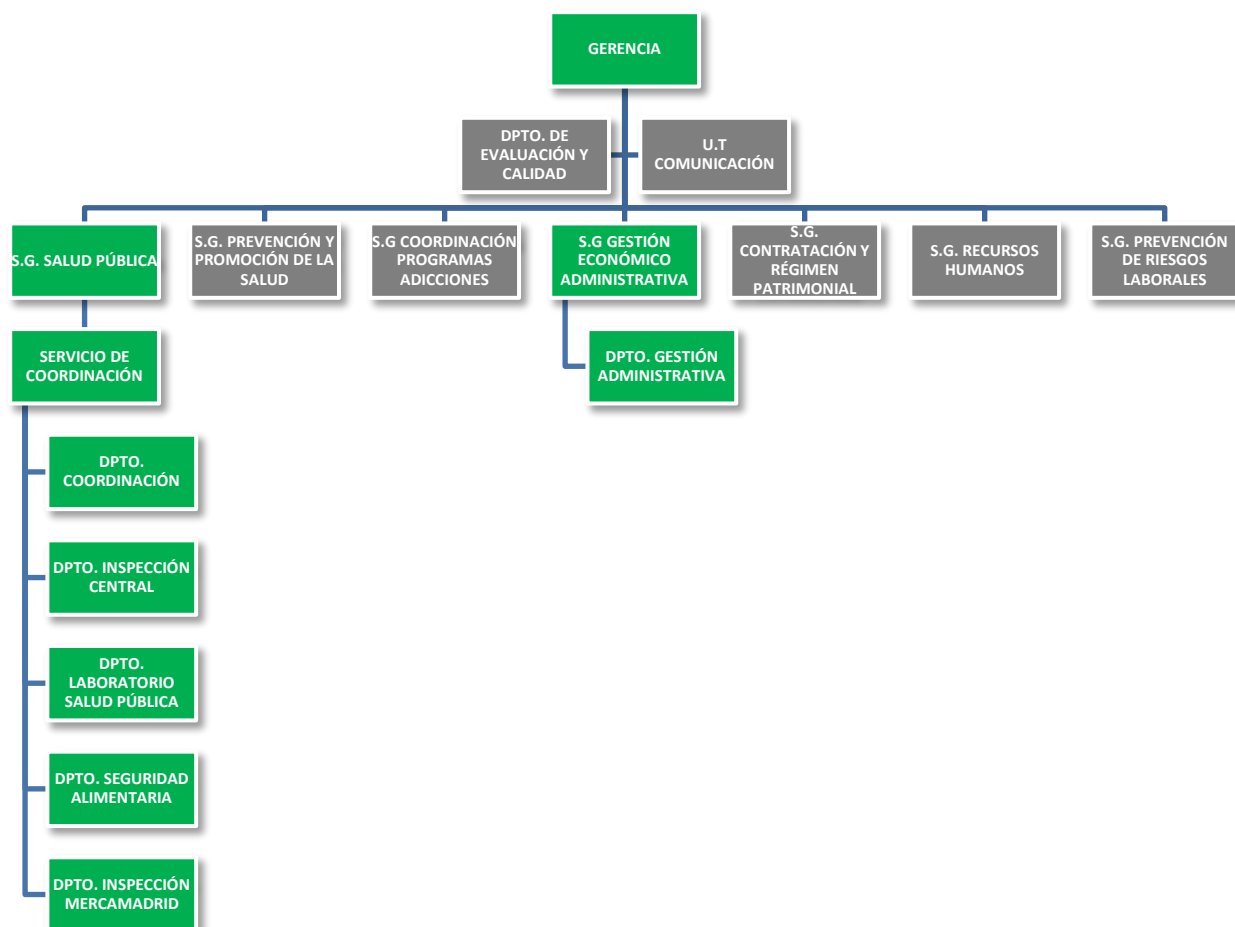 GERENCIA
DPTO. DE
EVALUACIÓN Y
CALIDAD
U.T
COMUNICACIÓN
S.G. SALUD PÚBLICA
S.G. PREVENCIÓN Y
PROMOCIÓN DE LA
SALUD
S.G COORDINACIÓN
PROGRAMAS
ADICCIONES
S.G GESTIÓN
ECONÓMICO
ADMINISTRATIVA
S.G.
CONTRATACIÓN Y
RÉGIMEN
PATRIMONIAL
S.G. RECURSOS
HUMANOS
S.G. PREVENCIÓN
DE RIESGOS
LABORALES
SERVICIO DE
COORDINACIÓN
DPTO. GESTIÓN
ADMINISTRATIVA
DPTO.
COORDINACIÓN
DPTO. INSPECCIÓN
CENTRAL
DPTO.
LABORATORIO
SALUD PÚBLICA
DPTO. SEGURIDAD
ALIMENTARIA
DPTO. INSPECCIÓN
MERCAMADRID